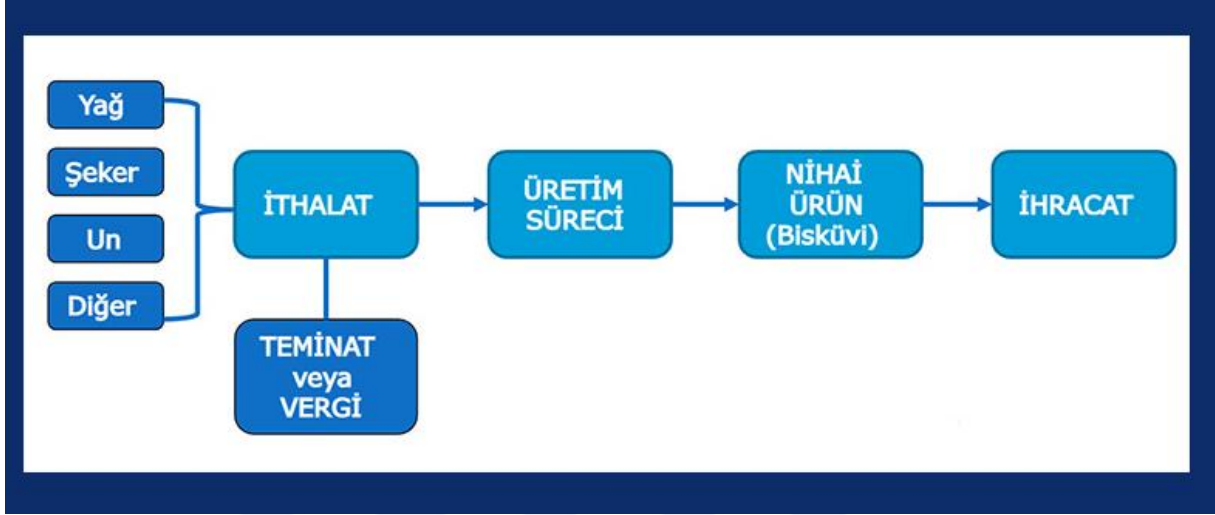 Yağ
Şeker
Un
Diğer
İTHALAT
TEMİNAT
veya
VERGİ
ÜRETİM
SÜRECİ
NİHAİ
ÜRÜN
(Bisküvi)
İHRACAT